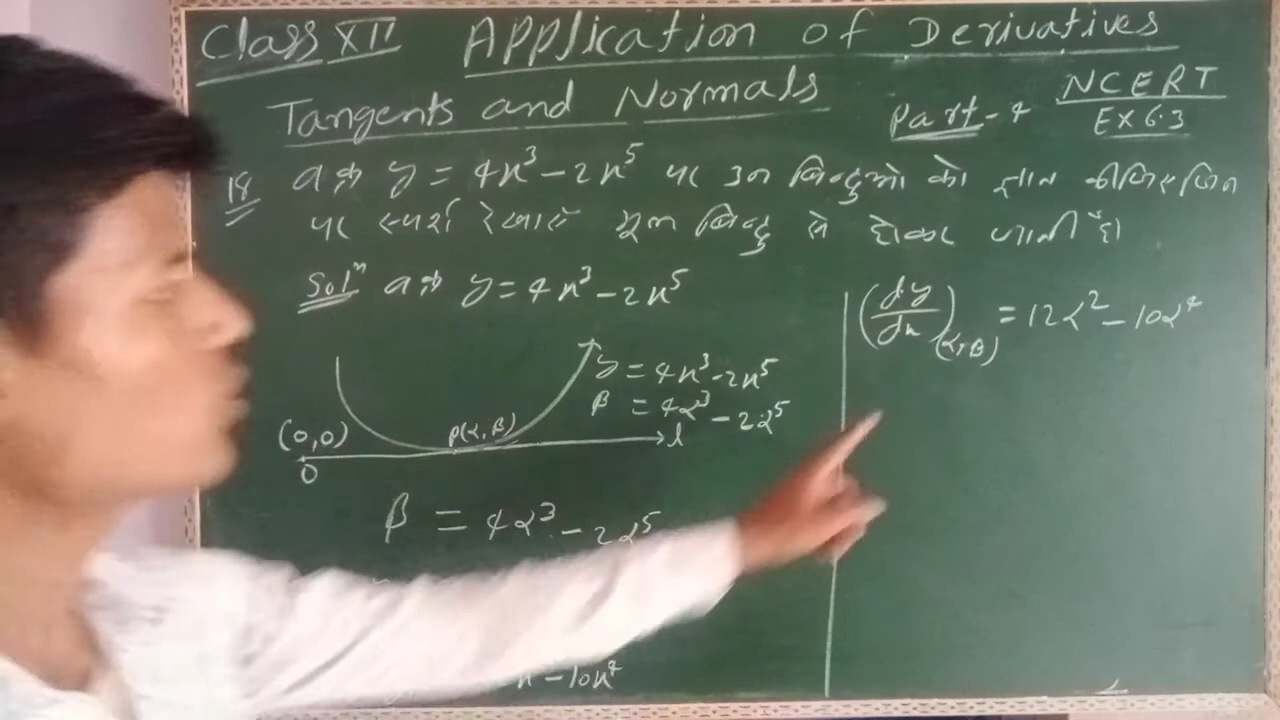 Class XII Application of Derivatives
Tangents and Normals Part-4 NCERT
EX 6.3
18 वक्र y = 4x³ - 2x⁵ पर उन बिन्दुओं को ज्ञात कीजिए जिन
पर स्पर्श रेखाएँ मूल बिन्दु से होकर जाती हैं।
Solⁿ वक्र y = 4x³ - 2x⁵
y = 4x³ - 2x⁵
β = 4α³ - 2α⁵
(0,0) P(α, β) l
O
β = 4α³ - 2α⁵
- 10x⁴
(dy/dx)(α,β) = 12α² - 10α⁴